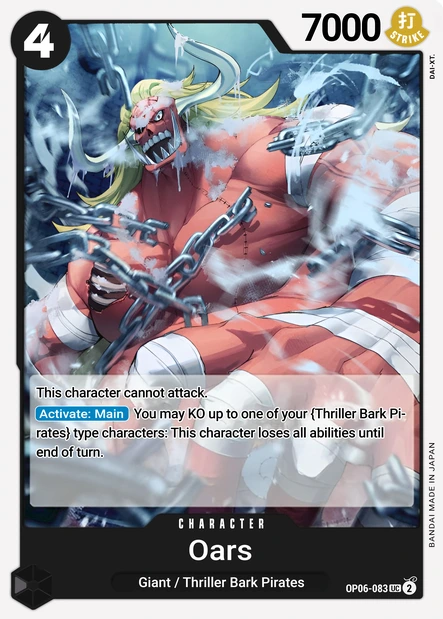 4
7000
打
STRIKE
DAI-XT.
This character cannot attack.
Activate: Main You may KO up to one of your {Thriller Bark Pi-
rates} type characters: This character loses all abilities until
end of turn.
BANDAI MADE IN JAPAN
CHARACTER
Oars
Giant / Thriller Bark Pirates
OP06-083 UC 2